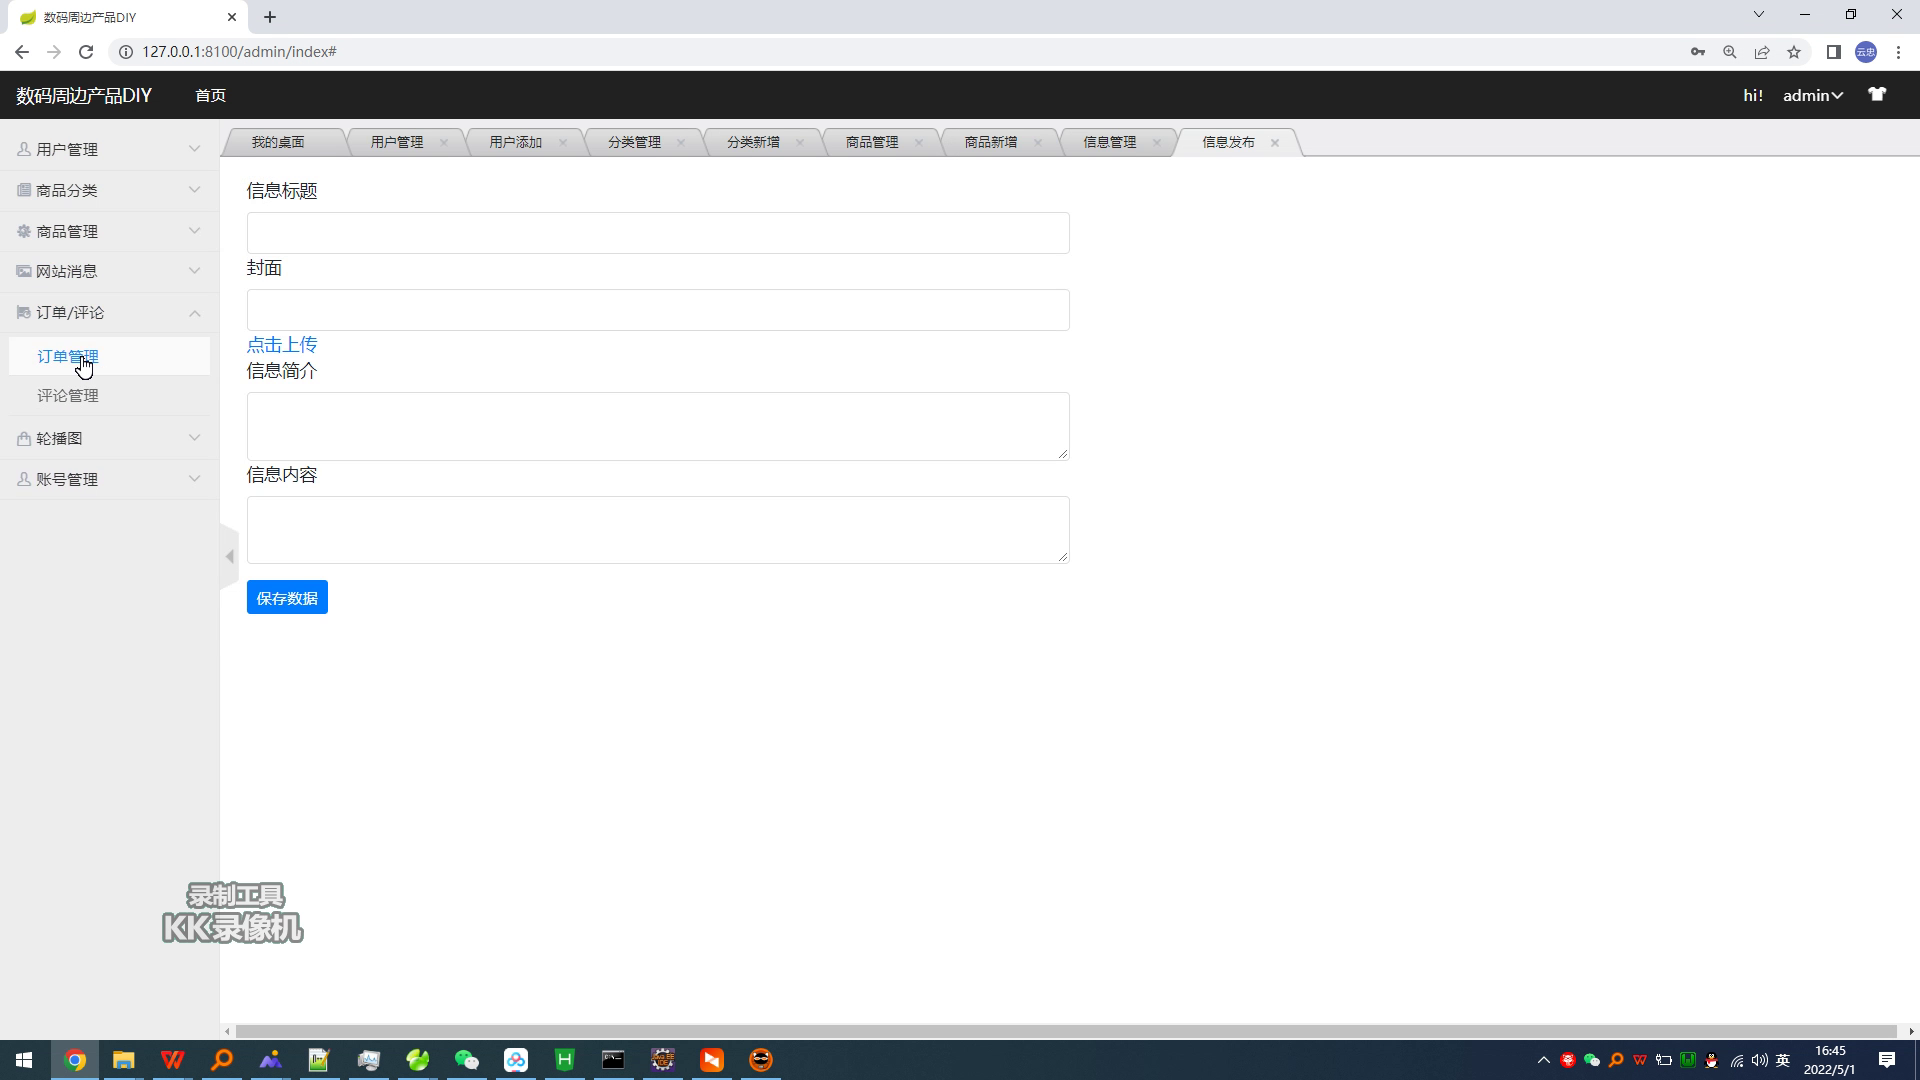 数码周边产品DIY
127.0.0.1:8100/admin/index#
云忠
数码周边产品DIY
首页
hi!
admin
用户管理
商品分类
商品管理
网站消息
订单/评论
订单管理
评论管理
轮播图
账号管理
我的桌面
用户管理
用户添加
分类管理
分类新增
商品管理
商品新增
信息管理
信息发布
信息标题
封面
点击上传
信息简介
信息内容
保存数据
录制工具
KK录像机
英
16:45
2022/5/1